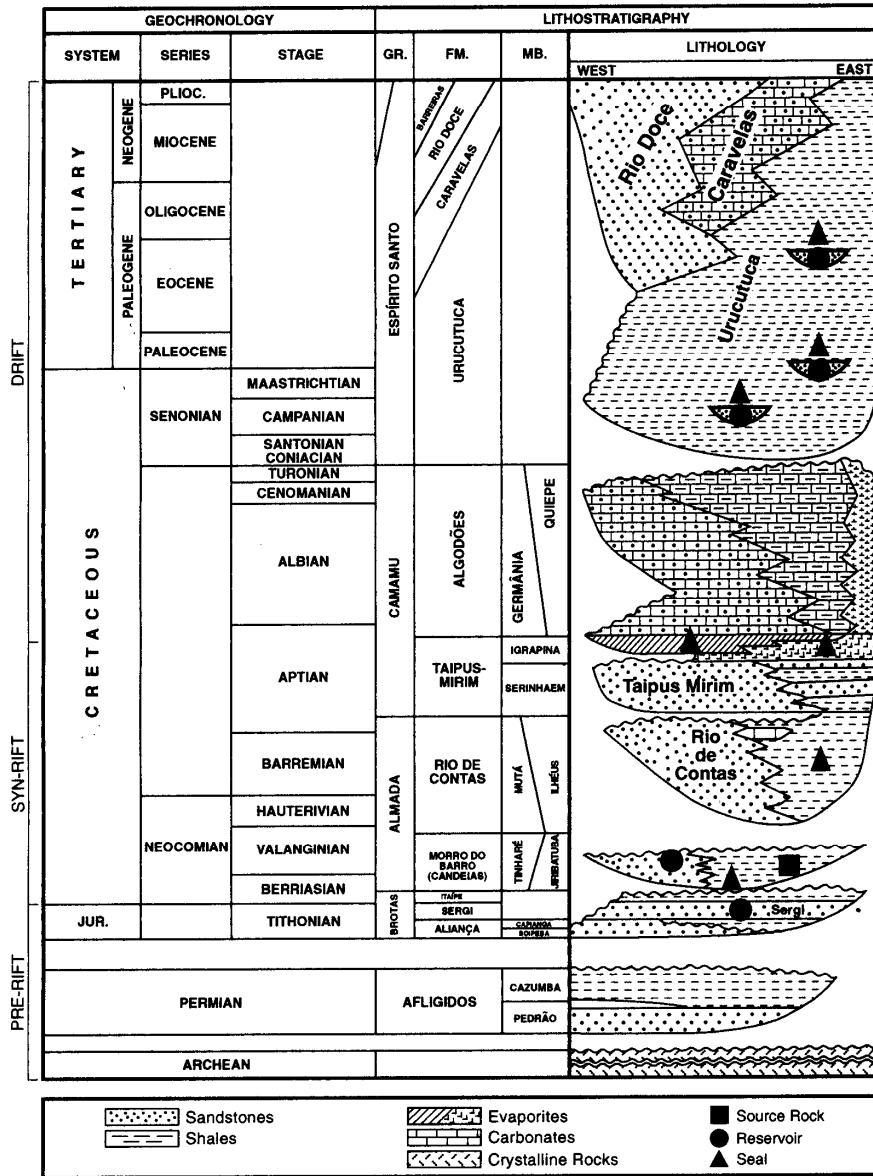 GEOCHRONOLOGY
LITHOSTRATIGRAPHY
SYSTEM
SERIES
STAGE
GR.
FM.
MB.
LITHOLOGY
WEST
EAST
DRIFT
SYN-RIFT
PRE-RIFT
TERTIARY
NEOGENE
PALEOGENE
PLIOC.
MIOCENE
OLIGOCENE
EOCENE
PALEOCENE
CRETACEOUS
SENONIAN
NEOCOMIAN
MAASTRICHTIAN
CAMPANIAN
SANTONIAN
CONIACIAN
TURONIAN
CENOMANIAN
ALBIAN
APTIAN
BARREMIAN
HAUTERIVIAN
VALANGINIAN
BERRIASIAN
JUR.
TITHONIAN
PERMIAN
ARCHEAN
ESPÍRITO SANTO
CAMAMU
ALMADA
BROTAS
AFLIGIDOS
BARREIRAS
RIO DOCE
CARAVELAS
URUCUTUCA
ALGODÕES
TAIPUS-
MIRIM
RIO DE
CONTAS
MORRO DO
BARRO
(CANDEIAS)
ITAÍPE
SERGI
ALIANÇA
GERMÂNIA
QUIEPE
IGRAPINA
SERINHAEM
MUTÁ
ILHÉUS
TINHARÉ
JIRIBATUBA
CAPIANGA
BOIPEBA
CAZUMBA
PEDRÃO
Rio Doce
Caravelas
Urucutuca
Taipus Mirim
Rio
de
Contas
Sergi
Sandstones
Shales
Evaporites
Carbonates
Crystalline Rocks
Source Rock
Reservoir
Seal